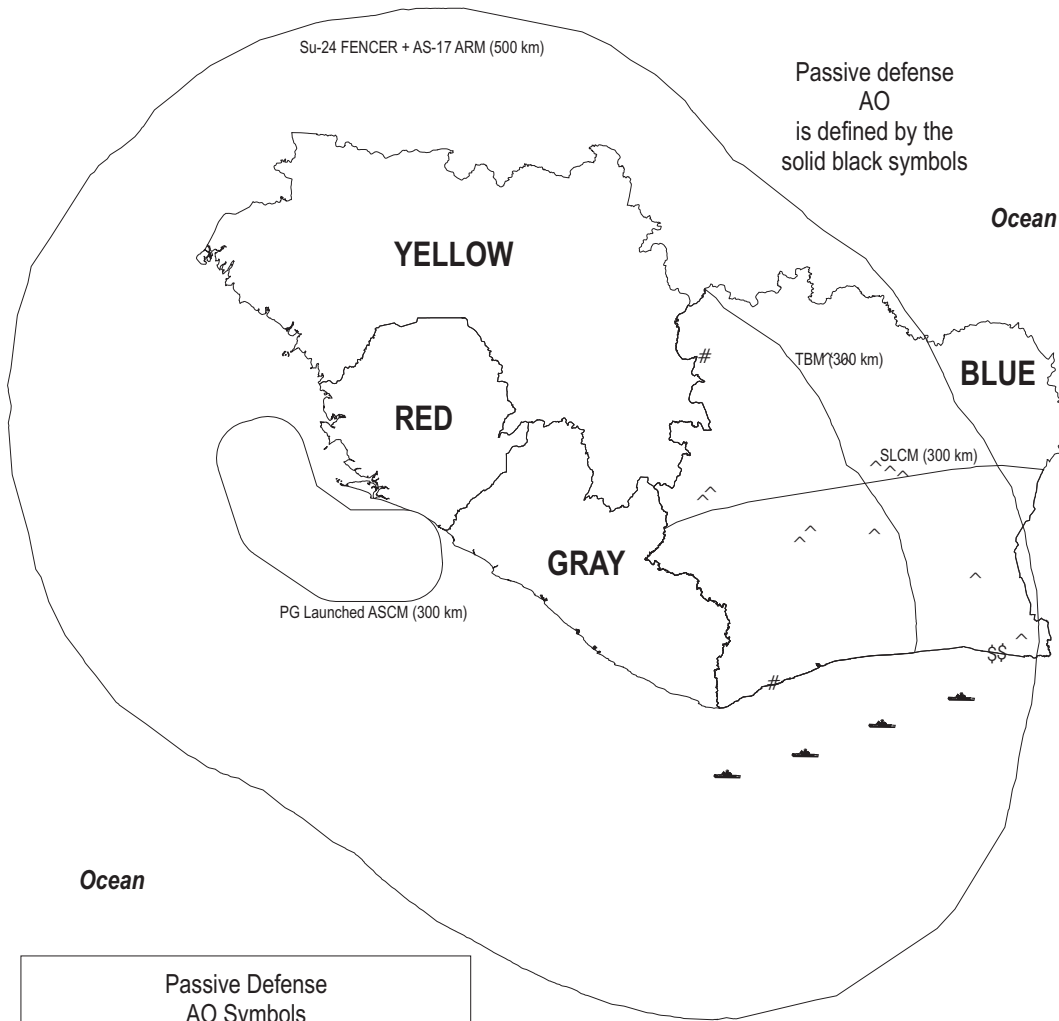 Su-24 FENCER + AS-17 ARM (500 km)
Passive defense
AO
is defined by the
solid black symbols
Ocean
YELLOW
#
TBM (300 km)
BLUE
RED
SLCM (300 km)
GRAY
PG Launched ASCM (300 km)
$$
#
Ocean
Passive Defense
AO Symbols